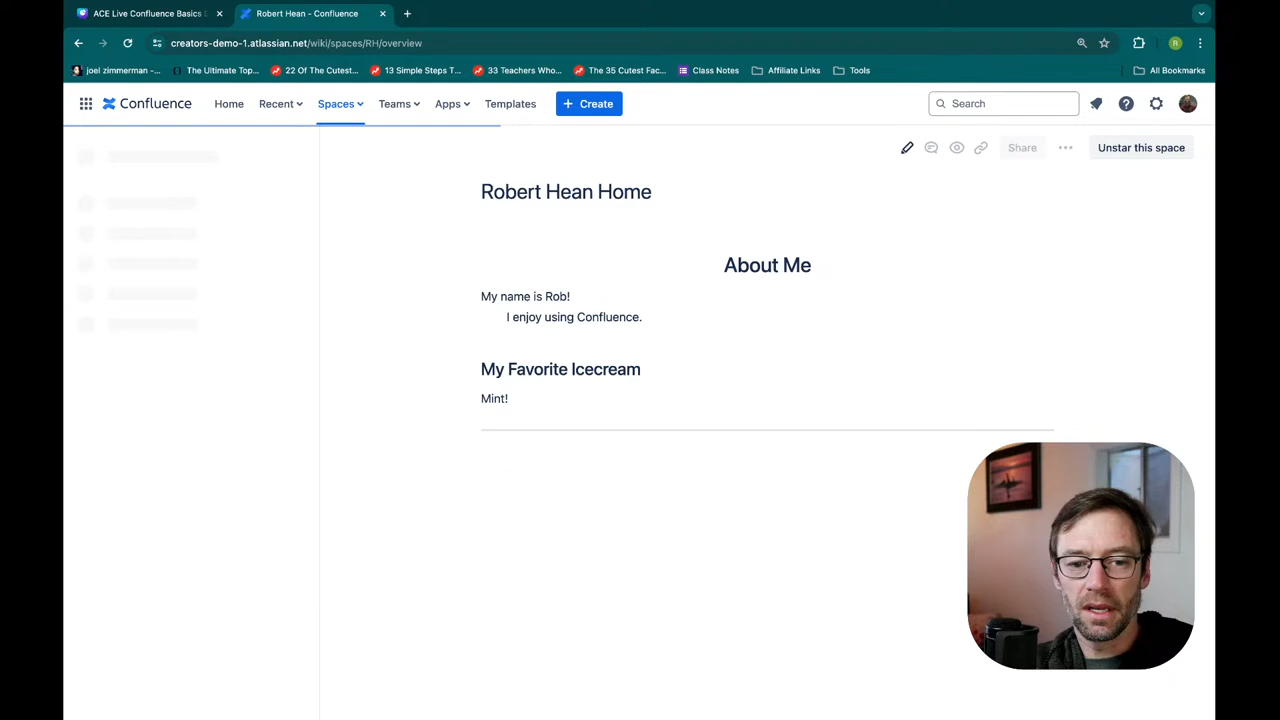 ACE Live Confluence Basics
Robert Hean - Confluence
creators-demo-1.atlassian.net/wiki/spaces/RH/overview
R
joel zimmerman -...
The Ultimate Top...
22 Of The Cutest...
13 Simple Steps T...
33 Teachers Who...
The 35 Cutest Fac...
Class Notes
Affiliate Links
Tools
All Bookmarks
Confluence
Home
Recent
Spaces
Teams
Apps
Templates
+ Create
Search
Share
Unstar this space
Robert Hean Home
About Me
My name is Rob!
I enjoy using Confluence.
My Favorite Icecream
Mint!